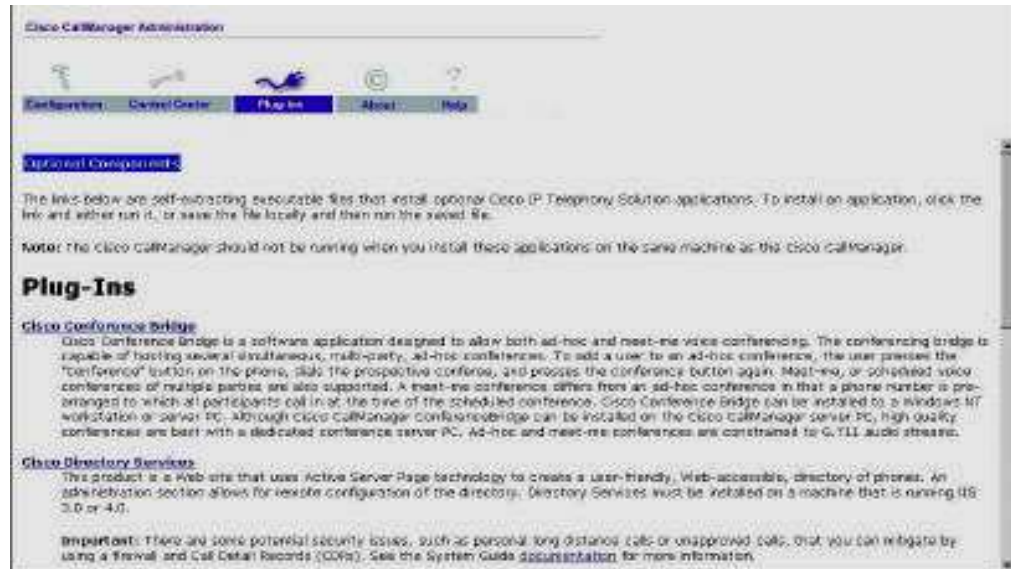 Cisco CallManager Administration
Configuration Control Center Plug-Ins About Help
Optional Components
The links below are self-extracting executable files that install optional Cisco IP Telephony Solution applications. To install an application, click the
link and either run it, or save the file locally and then run the saved file.
Note: The Cisco CallManager should not be running when you install these applications on the same machine as the Cisco CallManager.
Plug-Ins
Cisco Conference Bridge
Cisco Conference Bridge is a software application designed to allow both ad-hoc and meet-me voice conferencing. The conferencing bridge is
capable of hosting several simultaneous, multi-party, ad-hoc conferences. To add a user to an ad-hoc conference, the user presses the
"conference" button on the phone, dials the prospective conferee, and presses the conference button again. Meet-me, or scheduled voice
conferences of multiple parties are also supported. A meet-me conference differs from an ad-hoc conference in that a phone number is pre-
arranged to which all participants call in at the time of the scheduled conference. Cisco Conference Bridge can be installed to a Windows NT
workstation or server PC. Although Cisco CallManager ConferenceBridge can be installed on the Cisco CallManager server PC, high quality
conferences are best with a dedicated conference server PC. Ad-hoc and meet-me conferences are constrained to G.711 audio streams.
Cisco Directory Services
This product is a Web site that uses Active Server Page technology to create a user-friendly, Web-accessible, directory of phones. An
administration section allows for remote configuration of the directory. Directory Services must be installed on a machine that is running IIS
3.0 or 4.0.
Important: There are some potential security issues, such as personal long distance calls or unapproved calls, that you can mitigate by
using a firewall and Call Detail Records (CDRs). See the System Guide documentation for more information.